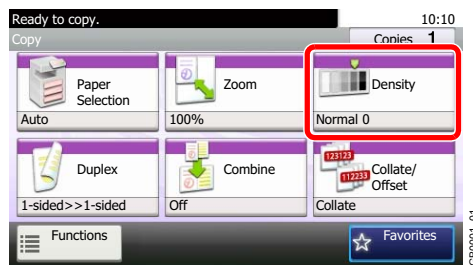 Ready to copy.
10:10
Copy
Copies 1
Paper
Selection
Auto
Zoom
100%
Density
Normal 0
Duplex
1-sided>>1-sided
Combine
Off
123123
112233
Collate/
Offset
Collate
Functions
Favorites